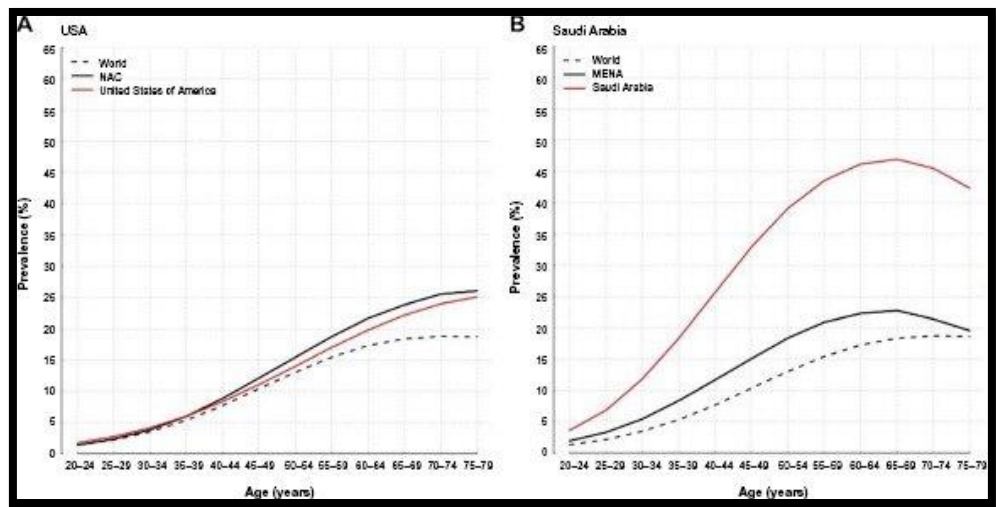 A
USA
World
NAC
United States of America
65
60
55
50
45
40
35
30
25
20
15
10
5
0
Prevalence (%)
20–24 25–29 30–34 35–39 40–44 45–49 50–54 55–59 60–64 65–69 70–74 75–79
Age (years)
B
Saudi Arabia
World
MENA
Saudi Arabia
65
60
55
50
45
40
35
30
25
20
15
10
5
0
Prevalence (%)
20–24 25–29 30–34 35–39 40–44 45–49 50–54 55–59 60–64 65–69 70–74 75–79
Age (years)